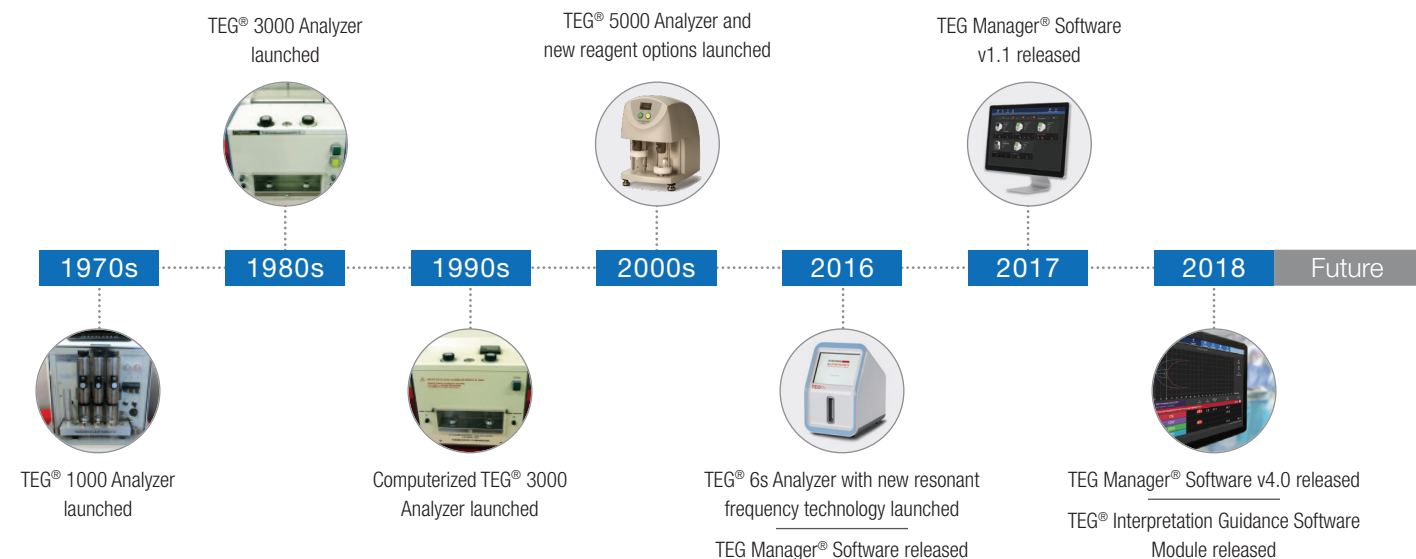 TEG® 3000 Analyzer
launched
TEG® 5000 Analyzer and
new reagent options launched
TEG Manager® Software
v1.1 released
1970s
1980s
1990s
2000s
2016
2017
2018
Future
TEG® 1000 Analyzer
launched
Computerized TEG® 3000
Analyzer launched
TEG® 6s Analyzer with new resonant
frequency technology launched
TEG Manager® Software released
TEG Manager® Software v4.0 released
TEG® Interpretation Guidance Software
Module released